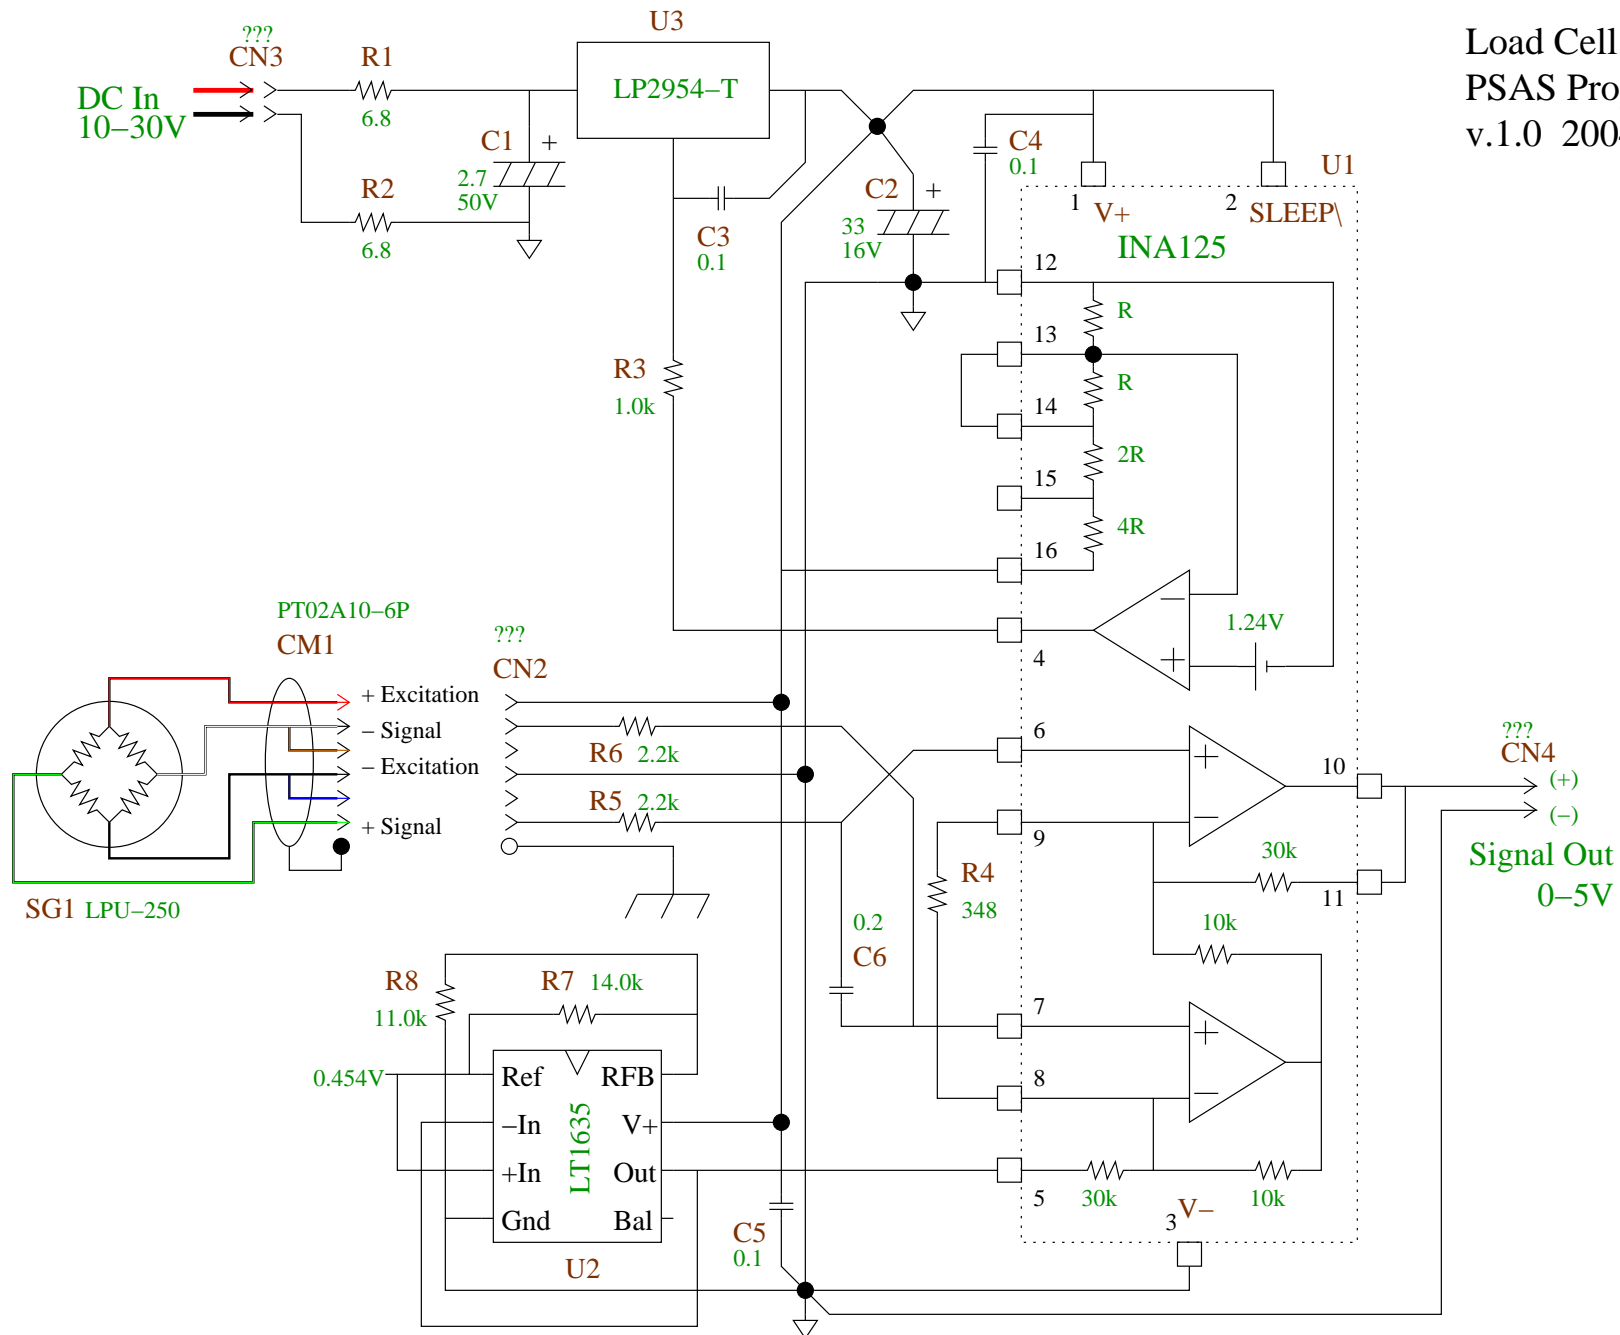 Load Cell
PSAS Pro
v.1.0 200
???
CN3
DC In
10–30V
R1
6.8
R2
6.8
C1
+
2.7
50V
U3
LP2954–T
C3
0.1
C2
+
33
16V
C4
0.1
U1
1
V+
2
SLEEP\
INA125
12
R
13
R
14
2R
15
4R
16
R3
1.0k
4
1.24V
PT02A10–6P
CM1
+ Excitation
– Signal
– Excitation
+ Signal
SG1 LPU–250
???
CN2
R6 2.2k
R5 2.2k
6
9
R4
348
0.2
C6
7
8
5
10
30k
11
10k
30k
10k
3
V–
???
CN4
(+)
(–)
Signal Out
0–5V
R8
11.0k
R7 14.0k
0.454V
Ref
RFB
–In
V+
+In
Out
Gnd
Bal
LT1635
U2
C5
0.1